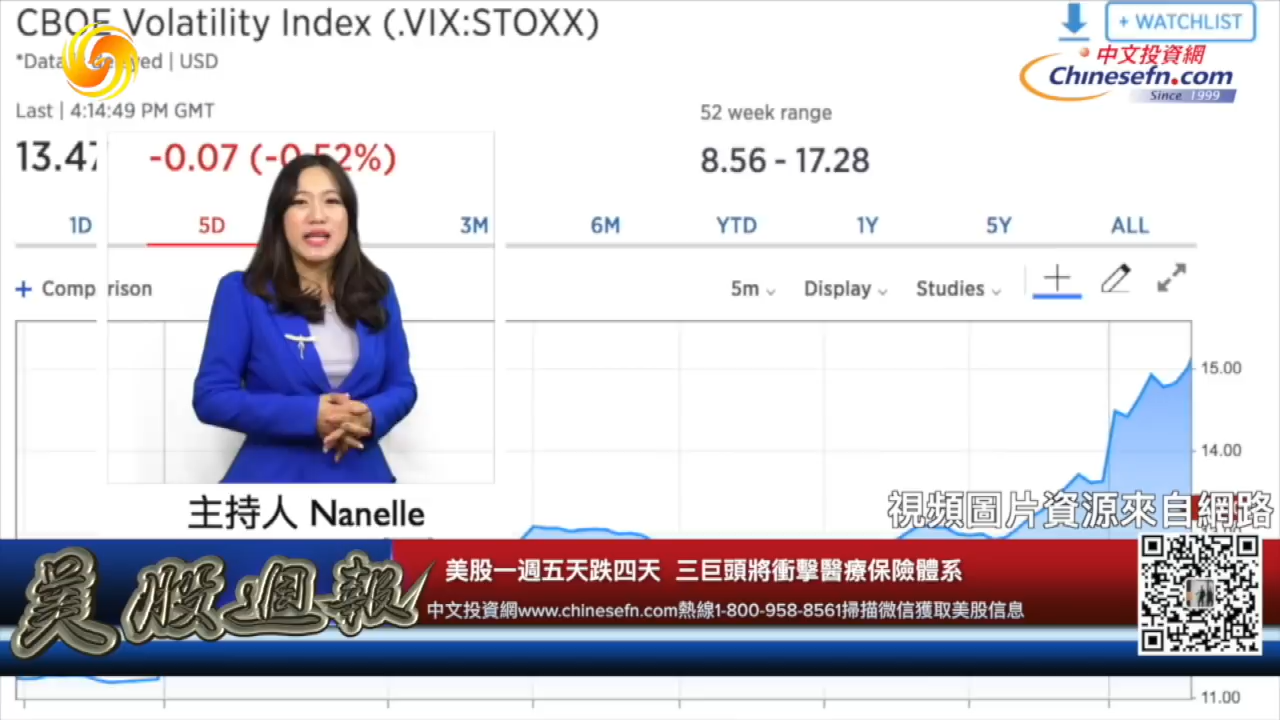 CBOE Volatility Index (.VIX:STOXX)
+ WATCHLIST
*Data is delayed | USD
中文投資網
Chinesefn.com
Since 1999
Last | 4:14:49 PM GMT
52 week range
13.47
-0.07 (-0.52%)
8.56 - 17.28
1D
5D
3M
6M
YTD
1Y
5Y
ALL
+ Comparison
5m
Display
Studies
15.00
14.00
主持人 Nanelle
視頻圖片資源來自網路
美股週報
美股一週五天跌四天 三巨頭將衝擊醫療保險體系
中文投資網www.chinesefn.com熱線1-800-958-8561掃描微信獲取美股信息
11.00